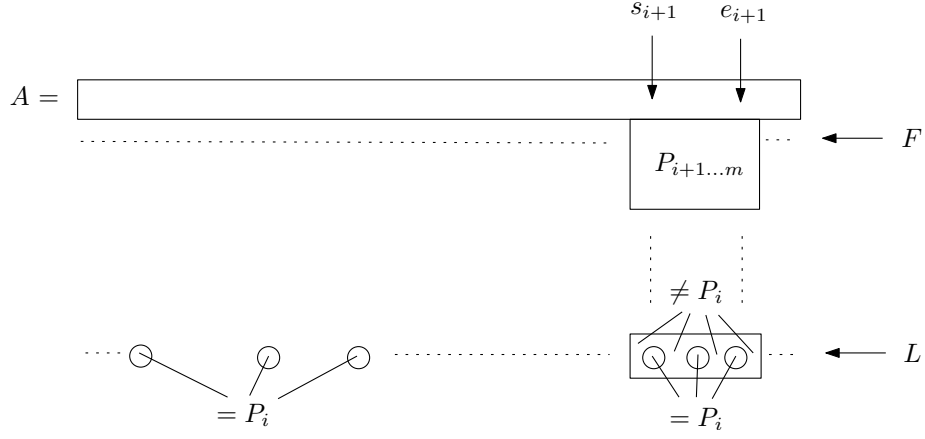 s_{i+1} e_{i+1}
A =
F
P_{i+1...m}
≠ P_i
L
= P_i = P_i